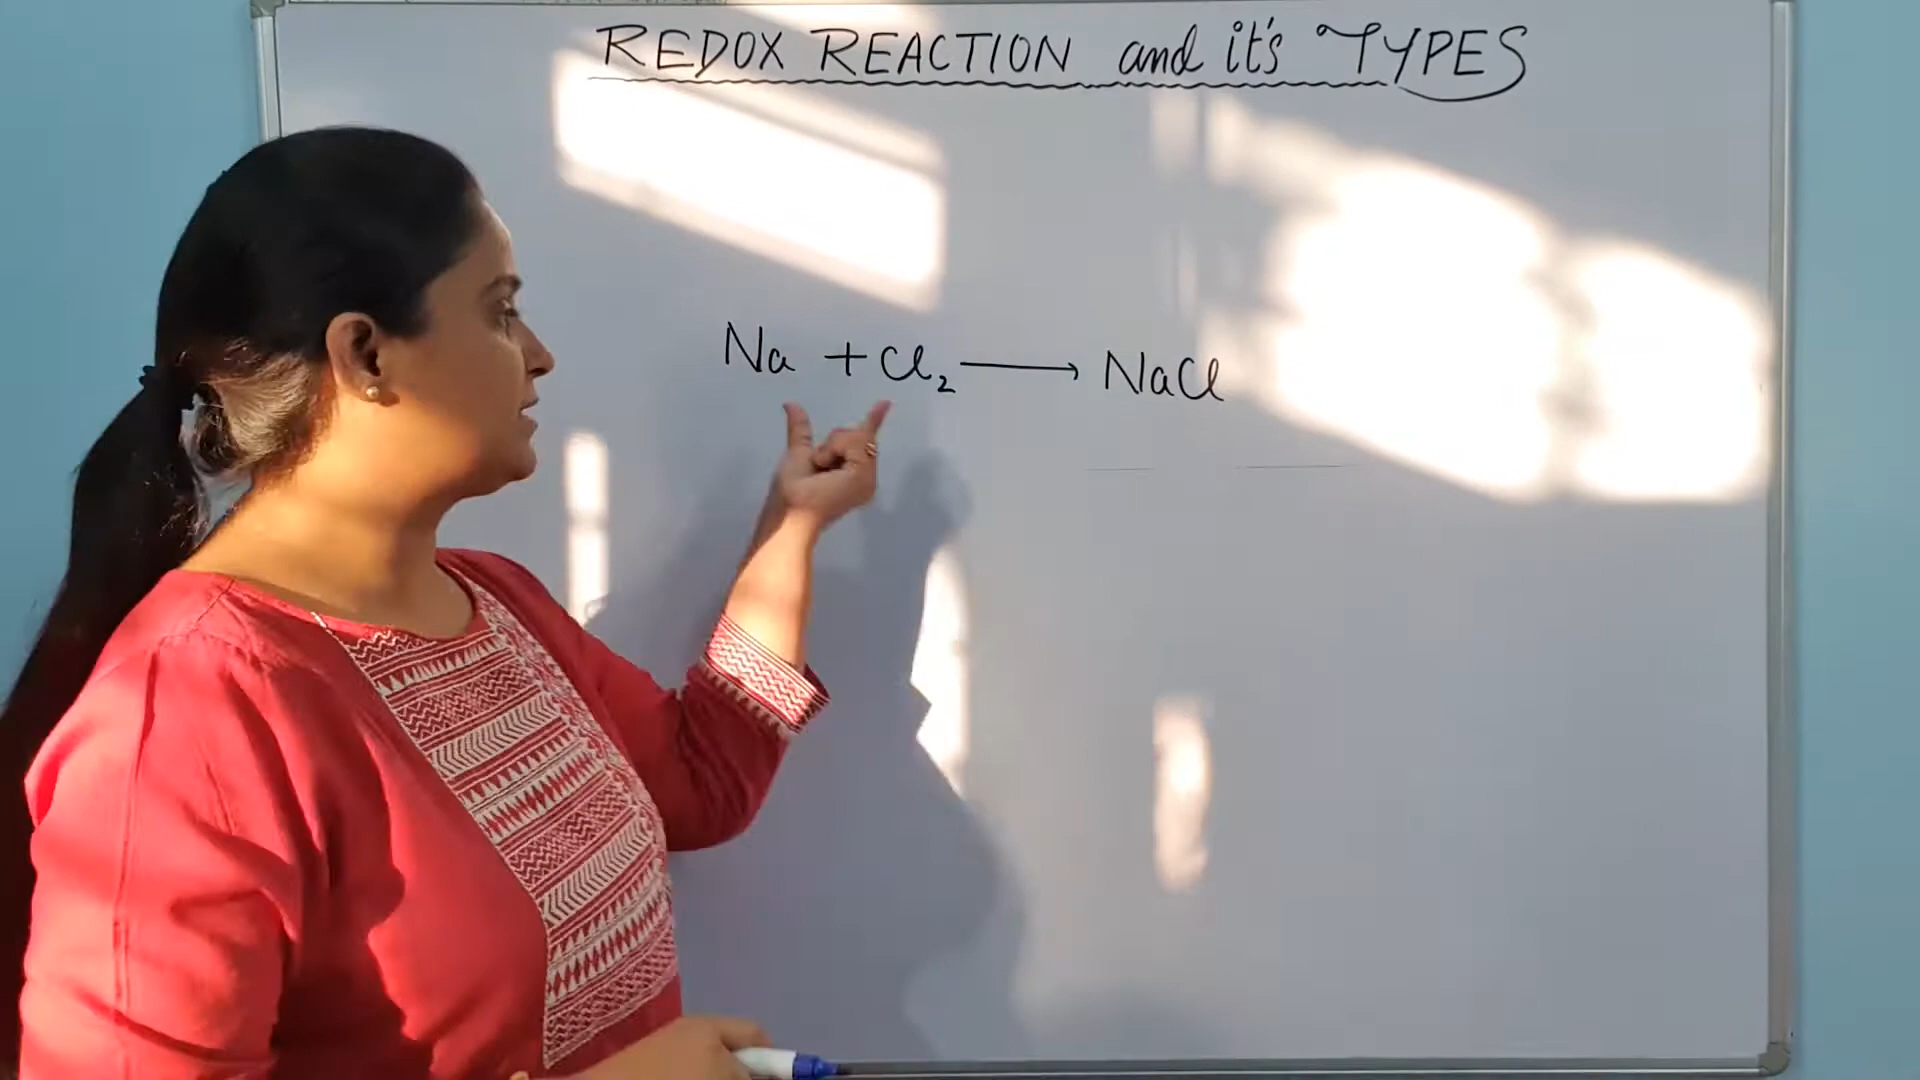 REDOX REACTION and it's TYPES
Na + Cl₂ ⟶ NaCl